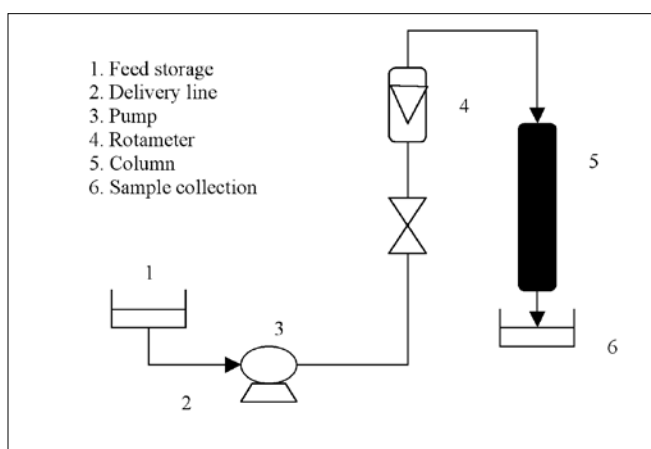 1. Feed storage
2. Delivery line
3. Pump
4. Rotameter
5. Column
6. Sample collection
4
5
1
3
6
2